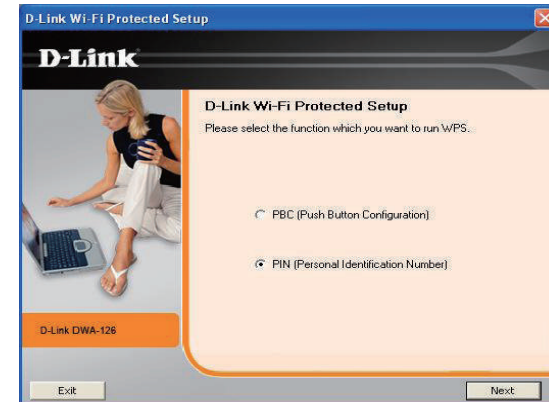 D-Link Wi-Fi Protected Setup
D-Link
D-Link Wi-Fi Protected Setup
Please select the function which you want to run WPS.
PBC (Push Button Configuration)
PIN (Personal Identification Number)
D-Link DWA-126
Exit
Next